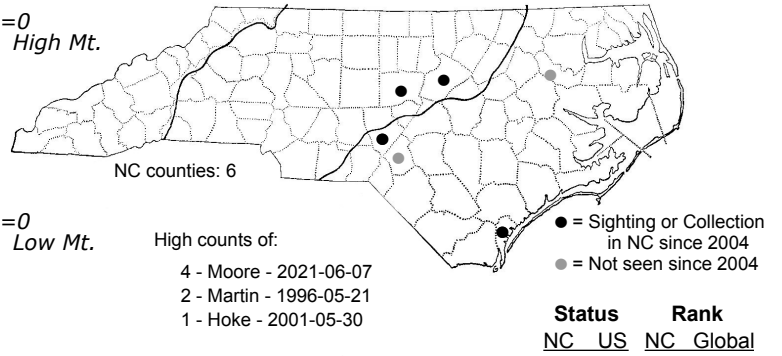 =0
High Mt.
NC counties: 6
=0
Low Mt.
High counts of:
4 - Moore - 2021-06-07
2 - Martin - 1996-05-21
1 - Hoke - 2001-05-30
= Sighting or Collection
in NC since 2004
= Not seen since 2004
Status Rank
NC US NC Global